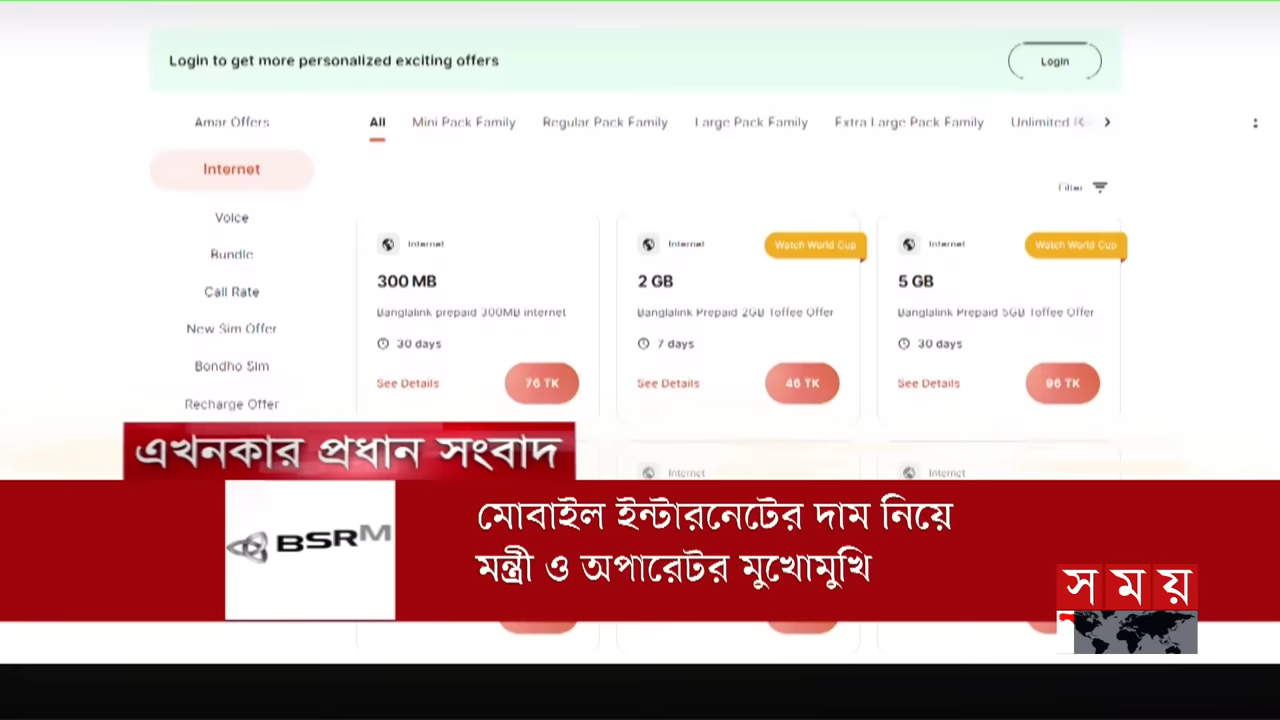 Login to get more personalized exciting offers
Login
Amar Offers
All Mini Pack Family Regular Pack Family Large Pack Family Extra Large Pack Family Unlimited
Internet
Filter
Voice
Bundle
Call Rate
New Sim Offer
Bondho Sim
Recharge Offer
Internet
300 MB
Banglalink prepaid 300MB internet
30 days
See Details 76 TK
Internet Watch World Cup
2 GB
Banglalink Prepaid 2GB Toffee Offer
7 days
See Details 46 TK
Internet Watch World Cup
5 GB
Banglalink Prepaid 5GB Toffee Offer
30 days
See Details 96 TK
Internet
Internet
এখনকার প্রধান সংবাদ
BSRM
মোবাইল ইন্টারনেটের দাম নিয়ে
মন্ত্রী ও অপারেটর মুখোমুখি
সময়